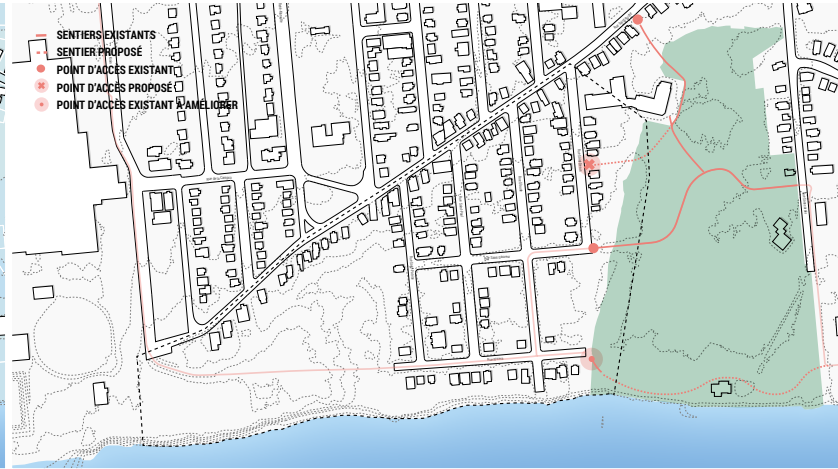 SENTIERS EXISTANTS
SENTIER PROPOSÉ
POINT D'ACCÈS EXISTANT
POINT D'ACCÈS PROPOSÉ
POINT D'ACCÈS EXISTANT À AMÉLIORER